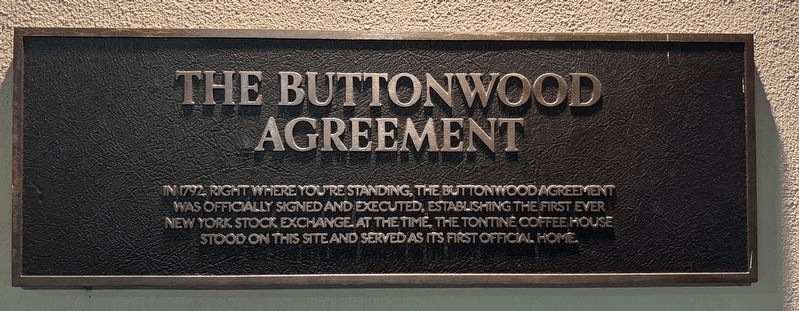 THE BUTTONWOOD
AGREEMENT
IN 1792, RIGHT WHERE YOU'RE STANDING, THE BUTTONWOOD AGREEMENT
WAS OFFICIALLY SIGNED AND EXECUTED, ESTABLISHING THE FIRST EVER
NEW YORK STOCK EXCHANGE. AT THE TIME, THE TONTINE COFFEE HOUSE
STOOD ON THIS SITE AND SERVED AS ITS FIRST OFFICIAL HOME.